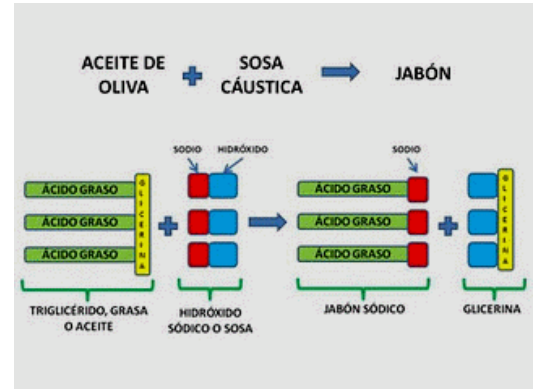 ACEITE DE
OLIVA
SOSA
CÁUSTICA
JABÓN
SODIO
HIDRÓXIDO
SODIO
ÁCIDO GRASO
ÁCIDO GRASO
ÁCIDO GRASO
GLICERINA
ÁCIDO GRASO
ÁCIDO GRASO
ÁCIDO GRASO
GLICERINA
TRIGLICÉRIDO, GRASA
O ACEITE
HIDRÓXIDO
SÓDICO O SOSA
JABÓN SÓDICO
GLICERINA